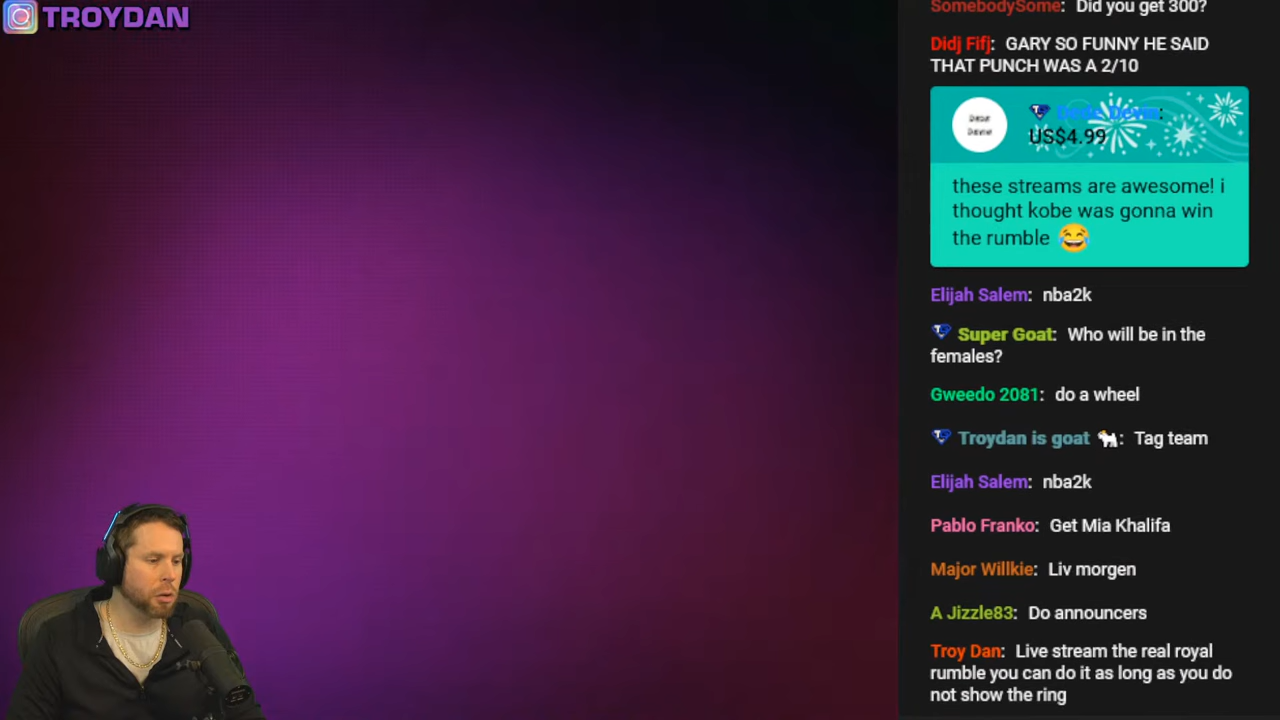 TROYDAN
SomebodySome: Did you get 300?
Didj Fifj: GARY SO FUNNY HE SAID
THAT PUNCH WAS A 2/10
Dede Devin:
US$4.99
these streams are awesome! i
thought kobe was gonna win
the rumble 😂
Elijah Salem: nba2k
Super Goat: Who will be in the
females?
Gweedo 2081: do a wheel
Troydan is goat 🐐: Tag team
Elijah Salem: nba2k
Pablo Franko: Get Mia Khalifa
Major Willkie: Liv morgen
A Jizzle83: Do announcers
Troy Dan: Live stream the real royal
rumble you can do it as long as you do
not show the ring